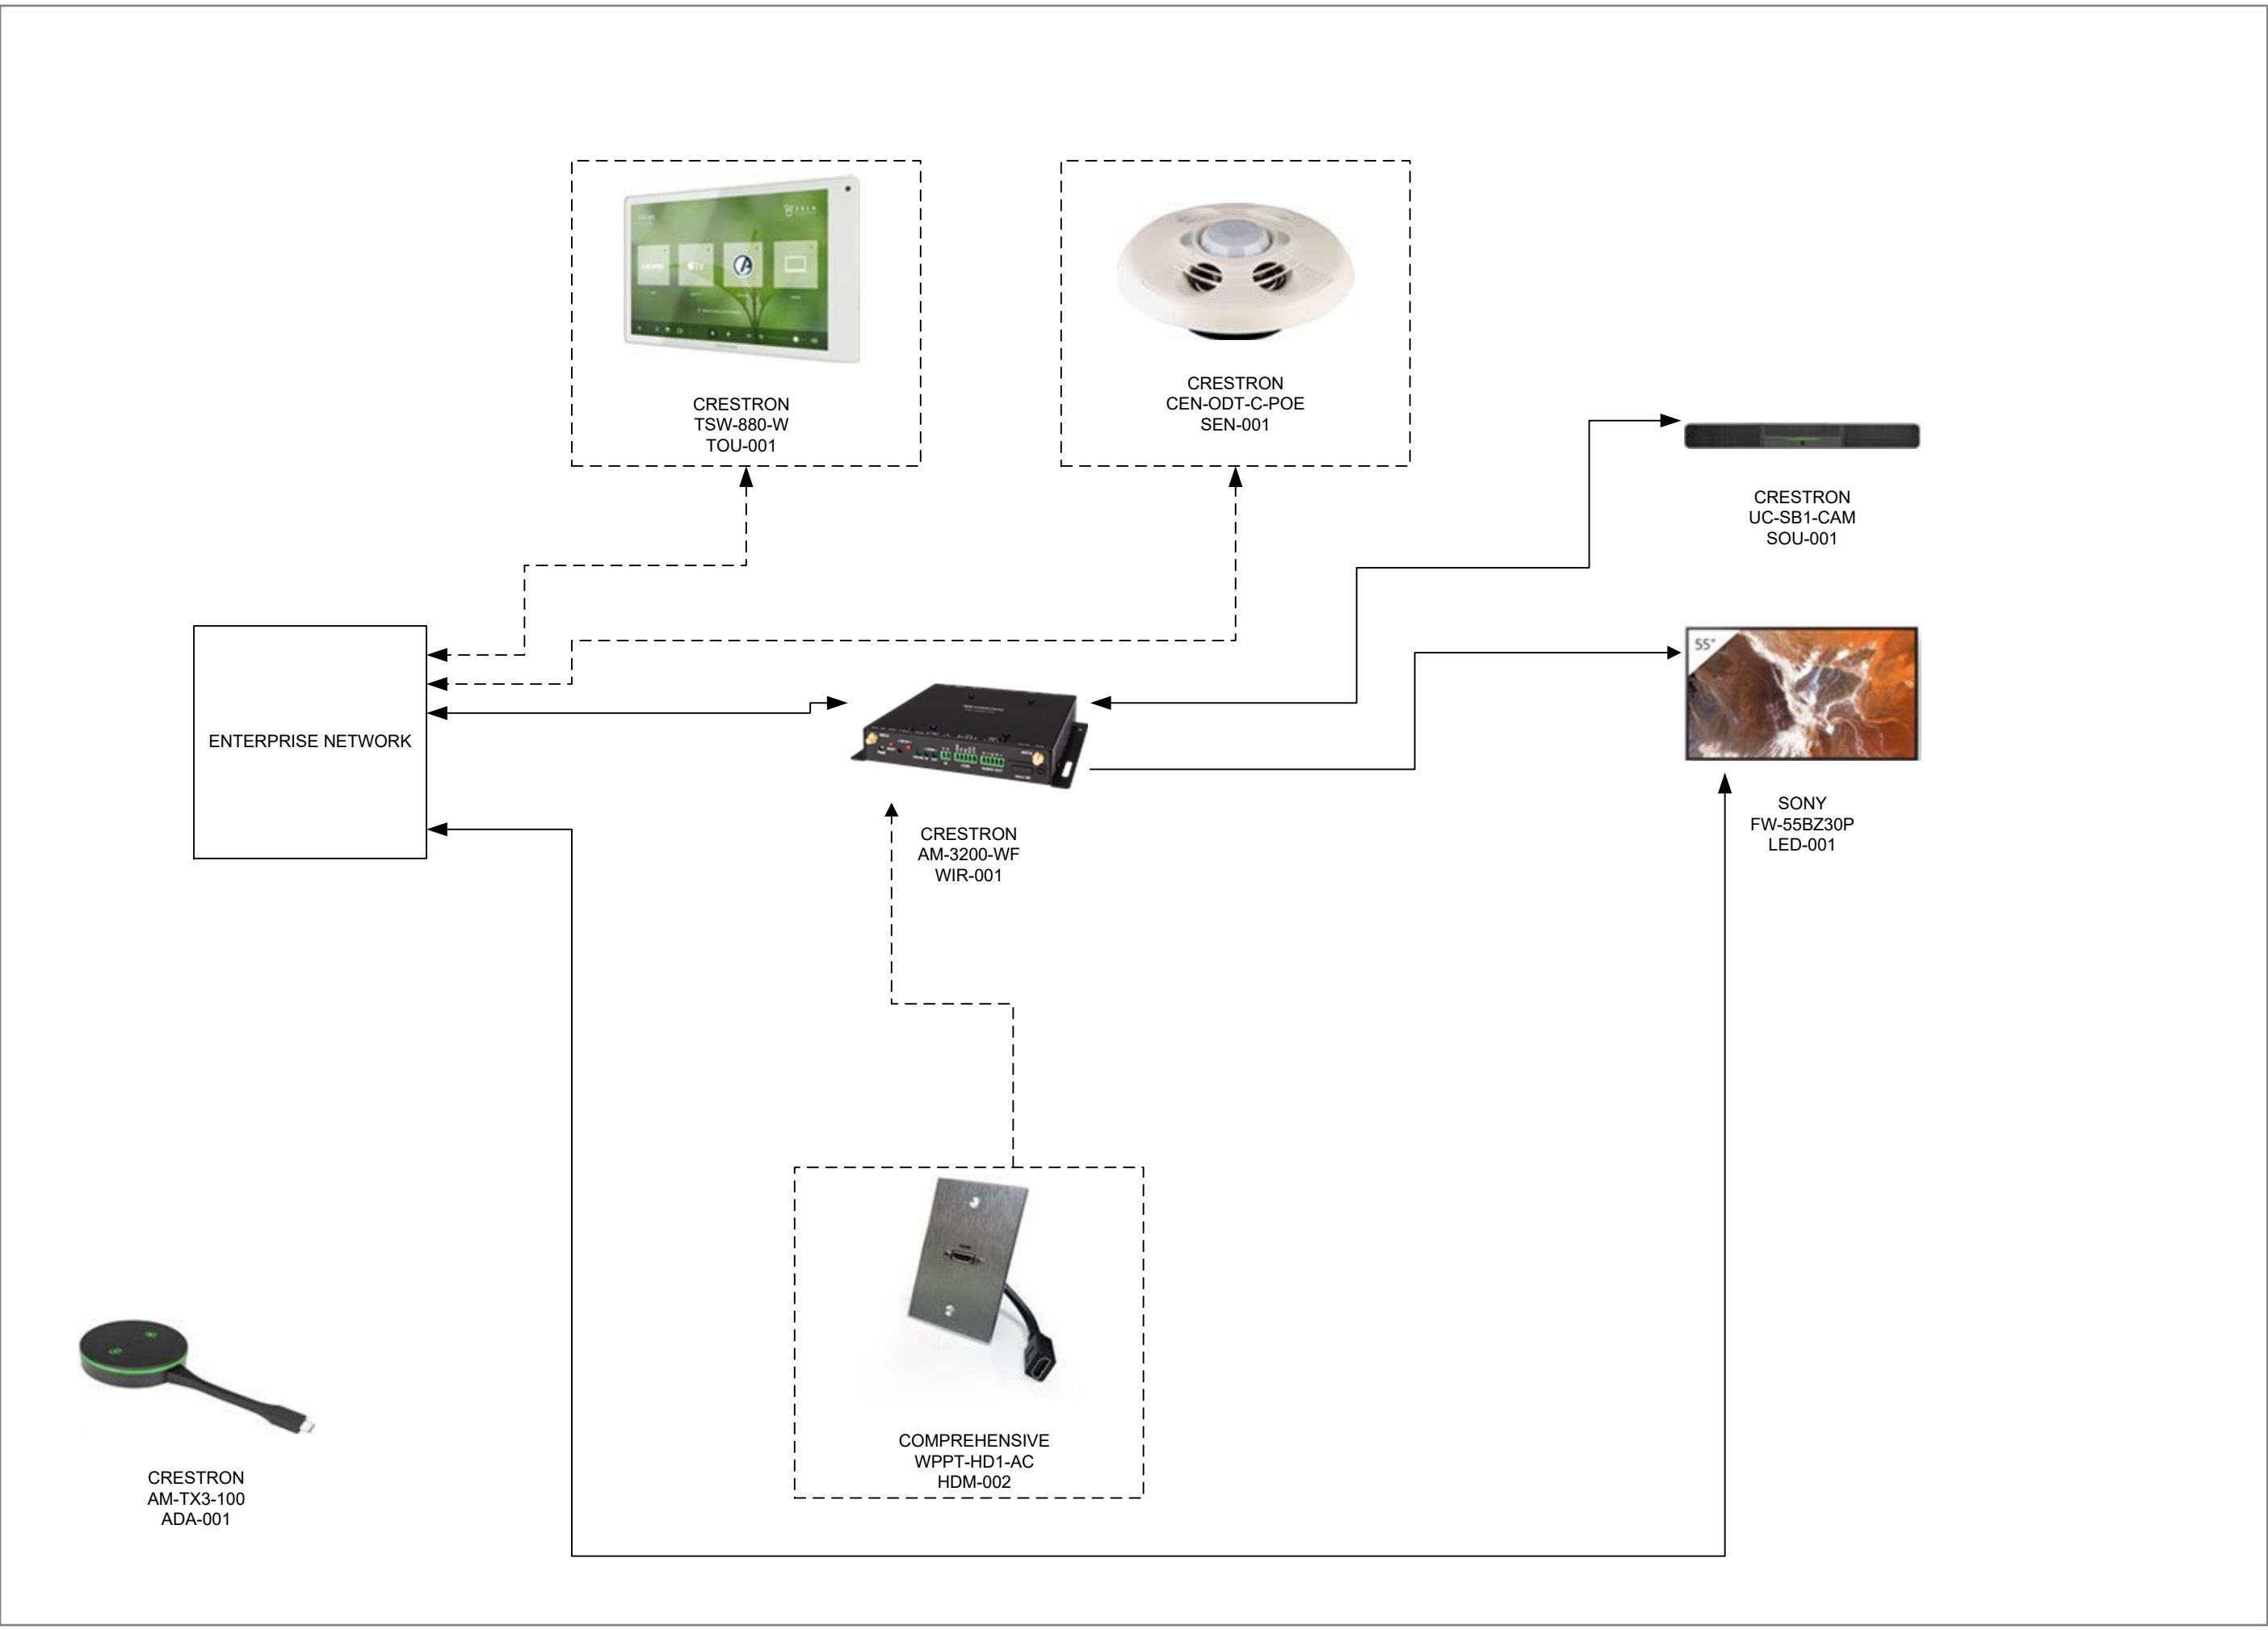 CRESTRON
TSW-880-W
TOU-001
CRESTRON
CEN-ODT-C-POE
SEN-001
CRESTRON
UC-SB1-CAM
SOU-001
ENTERPRISE NETWORK
55"
SONY
FW-55BZ30P
LED-001
CRESTRON
AM-3200-WF
WIR-001
COMPREHENSIVE
WPPT-HD1-AC
HDM-002
CRESTRON
AM-TX3-100
ADA-001